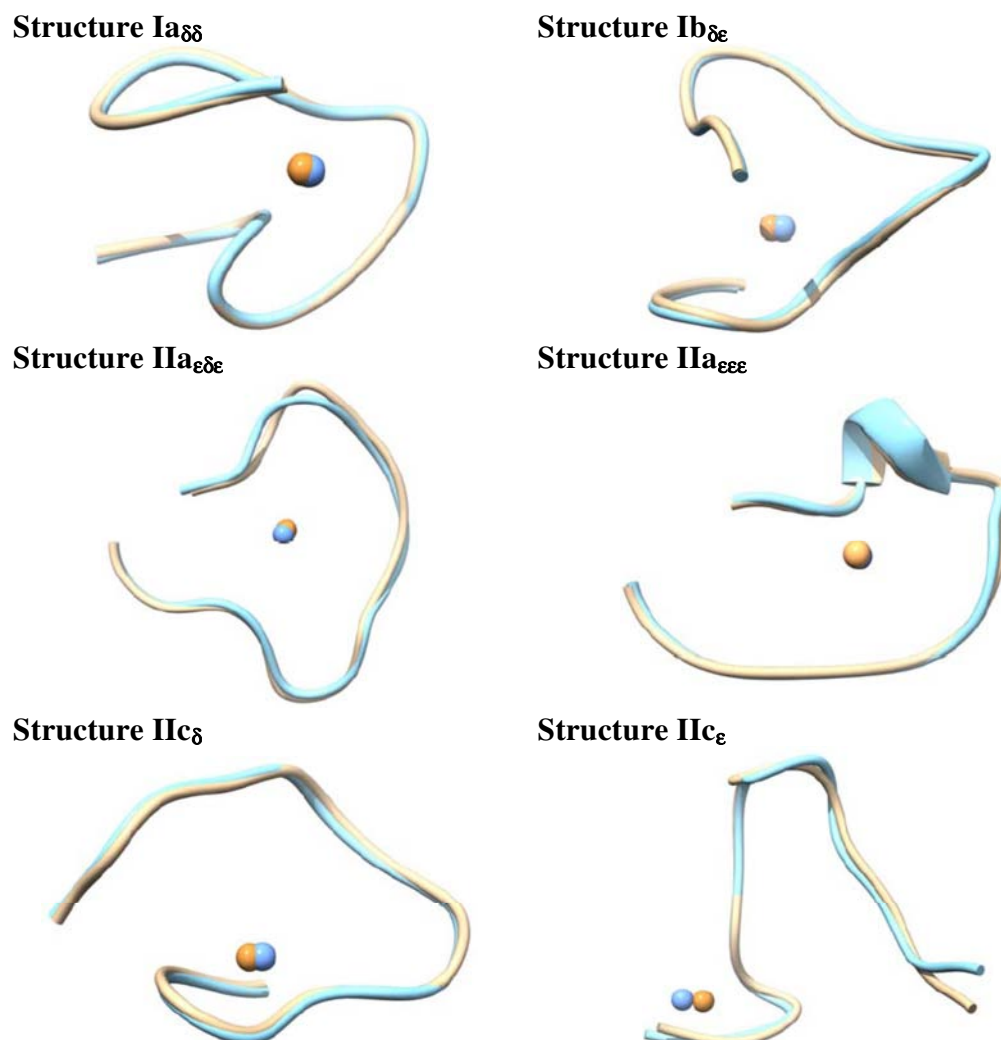 Structure Iaδδ
Structure Ibδε
Structure IIaεδε
Structure IIaεεε
Structure IIcδ
Structure IIcε